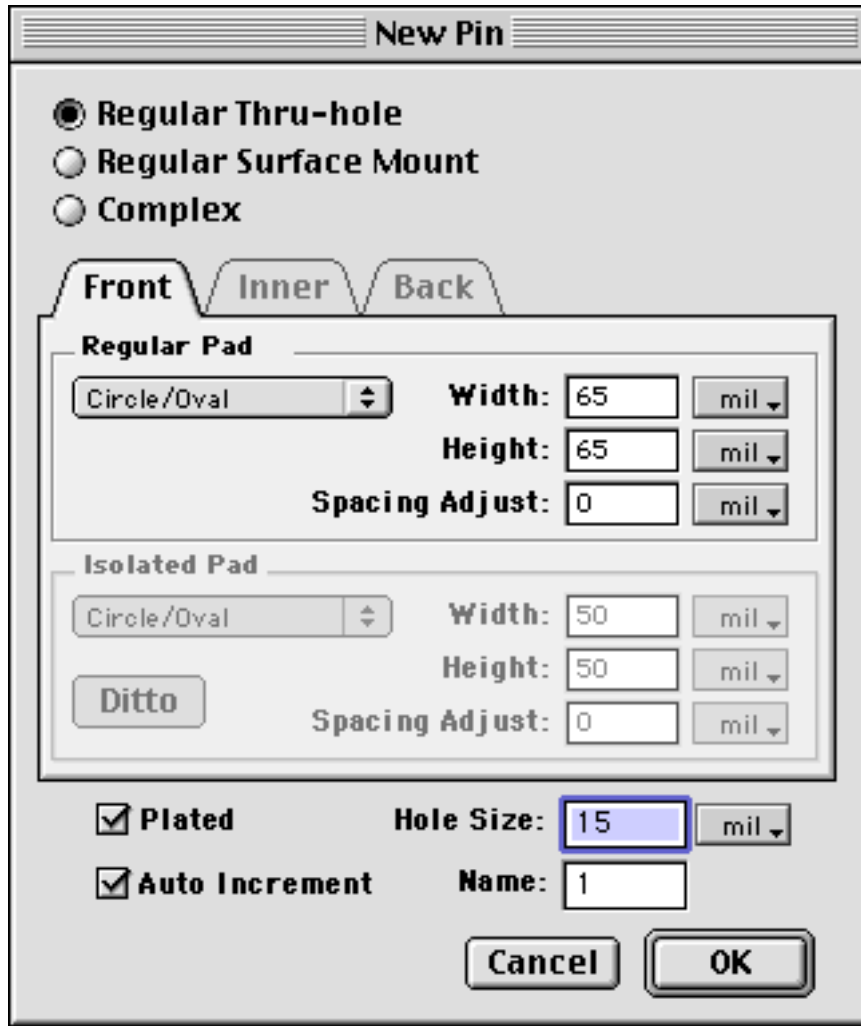 New Pin
Regular Thru-hole
Regular Surface Mount
Complex
Front Inner Back
Regular Pad
Circle/Oval Width: 65 mil
Height: 65 mil
Spacing Adjust: 0 mil
Isolated Pad
Circle/Oval Width: 50 mil
Height: 50 mil
Ditto
Spacing Adjust: 0 mil
Plated Hole Size: 15 mil
Auto Increment Name: 1
Cancel OK